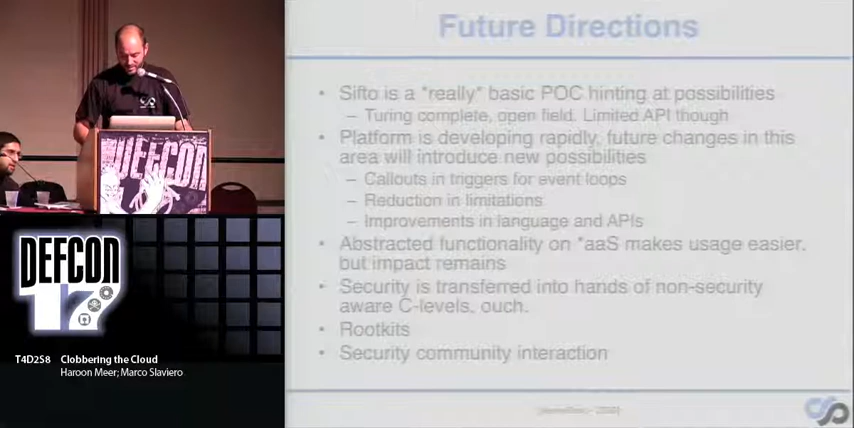 Future Directions
• Sifto is a *really* basic POC hinting at possibilities
– Turing complete, open field. Limited API though
• Platform is developing rapidly, future changes in this
area will introduce new possibilities
– Callouts in triggers for event loops
– Reduction in limitations
– Improvements in language and APIs
• Abstracted functionality on *aaS makes usage easier,
but impact remains
• Security is transferred into hands of non-security
aware C-levels, ouch.
• Rootkits
• Security community interaction
DEFCON
DEFCON
17
T4D2S8 Clobbering the Cloud
Haroon Meer; Marco Slaviero